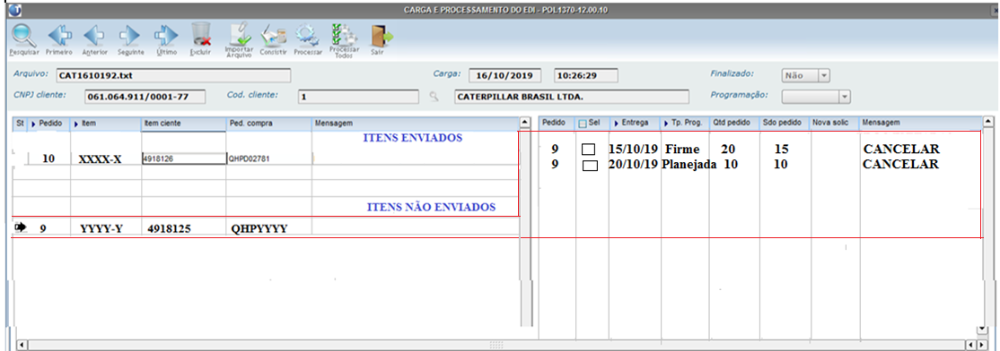 CARGA E PROCESSAMENTO DO EDI - POL1370-12.00.10
Pesquisar Primeiro Anterior Seguinte Último Excluir Importar Arquivo Consistir Processar Processar Todos Sair
Arquivo: CAT1610192.txt Carga: 16/10/2019 10:26:29 Finalizado: Não
CNPJ cliente: 061.064.911/0001-77 Cod. cliente: 1 CATERPILLAR BRASIL LTDA. Programação:
St Pedido Item Item ciente Ped. compra Mensagem Pedido Sel Entrega Tp. Prog. Qtd pedido Sdo pedido Nova solic Mensagem
ITENS ENVIADOS
9 15/10/19 Firme 20 15 CANCELAR
10 XXXX-X 4918126 QHPD02781
9 20/10/19 Planejada 10 10 CANCELAR
ITENS NÃO ENVIADOS
9 YYYY-Y 4918125 QHPYYYY